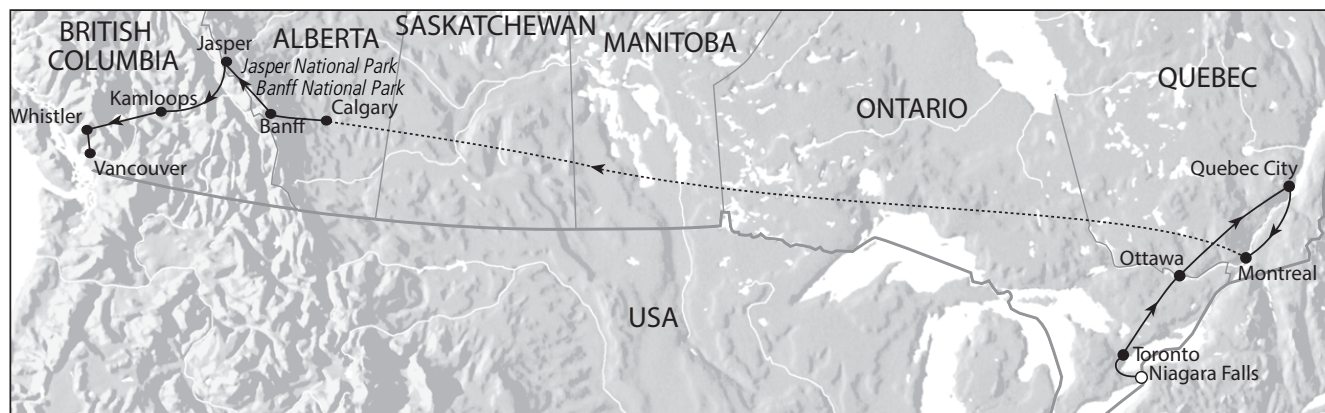 BRITISH
COLUMBIA
Jasper
ALBERTA
SASKATCHEWAN
MANITOBA
Jasper National Park
Banff National Park
Kamloops
Calgary
Whistler
Banff
Vancouver
ONTARIO
QUEBEC
Quebec City
Ottawa
Montreal
USA
Toronto
Niagara Falls